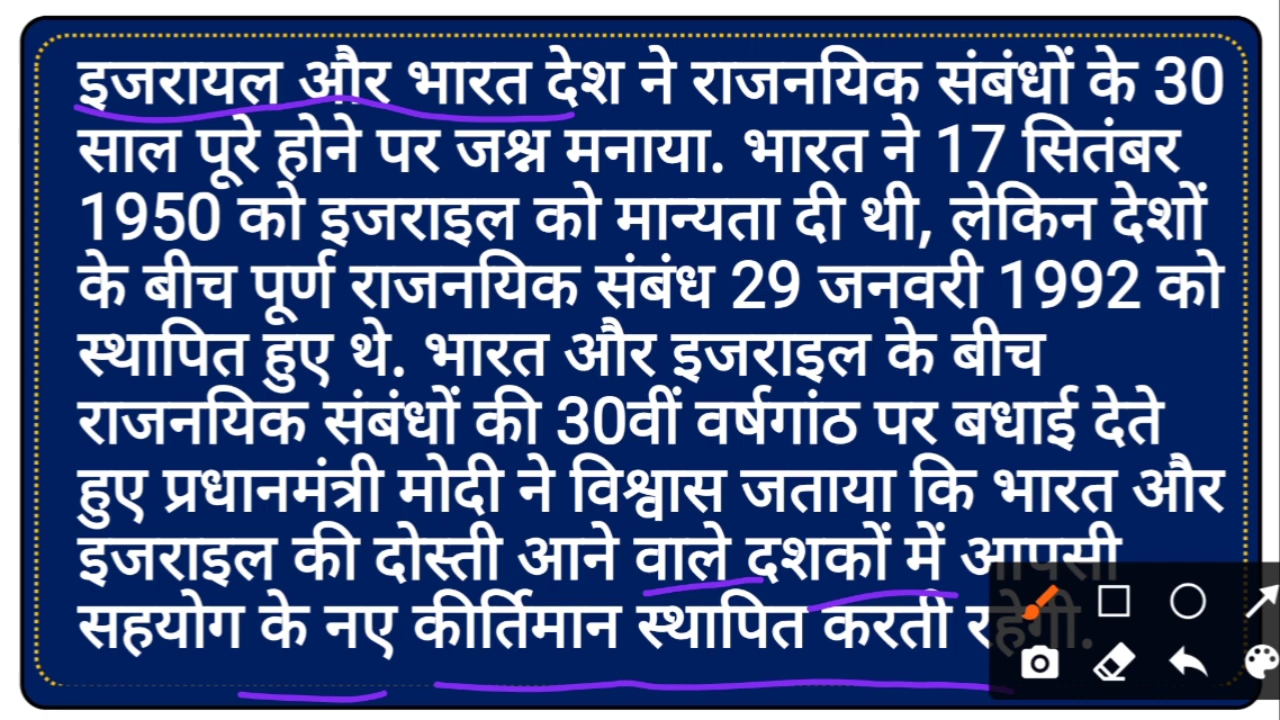 इजरायल और भारत देश ने राजनयिक संबंधों के 30
साल पूरे होने पर जश्न मनाया. भारत ने 17 सितंबर
1950 को इजराइल को मान्यता दी थी, लेकिन देशों
के बीच पूर्ण राजनयिक संबंध 29 जनवरी 1992 को
स्थापित हुए थे. भारत और इजराइल के बीच
राजनयिक संबंधों की 30वीं वर्षगांठ पर बधाई देते
हुए प्रधानमंत्री मोदी ने विश्वास जताया कि भारत और
इजराइल की दोस्ती आने वाले दशकों में आपसी
सहयोग के नए कीर्तिमान स्थापित करती रहेगी.